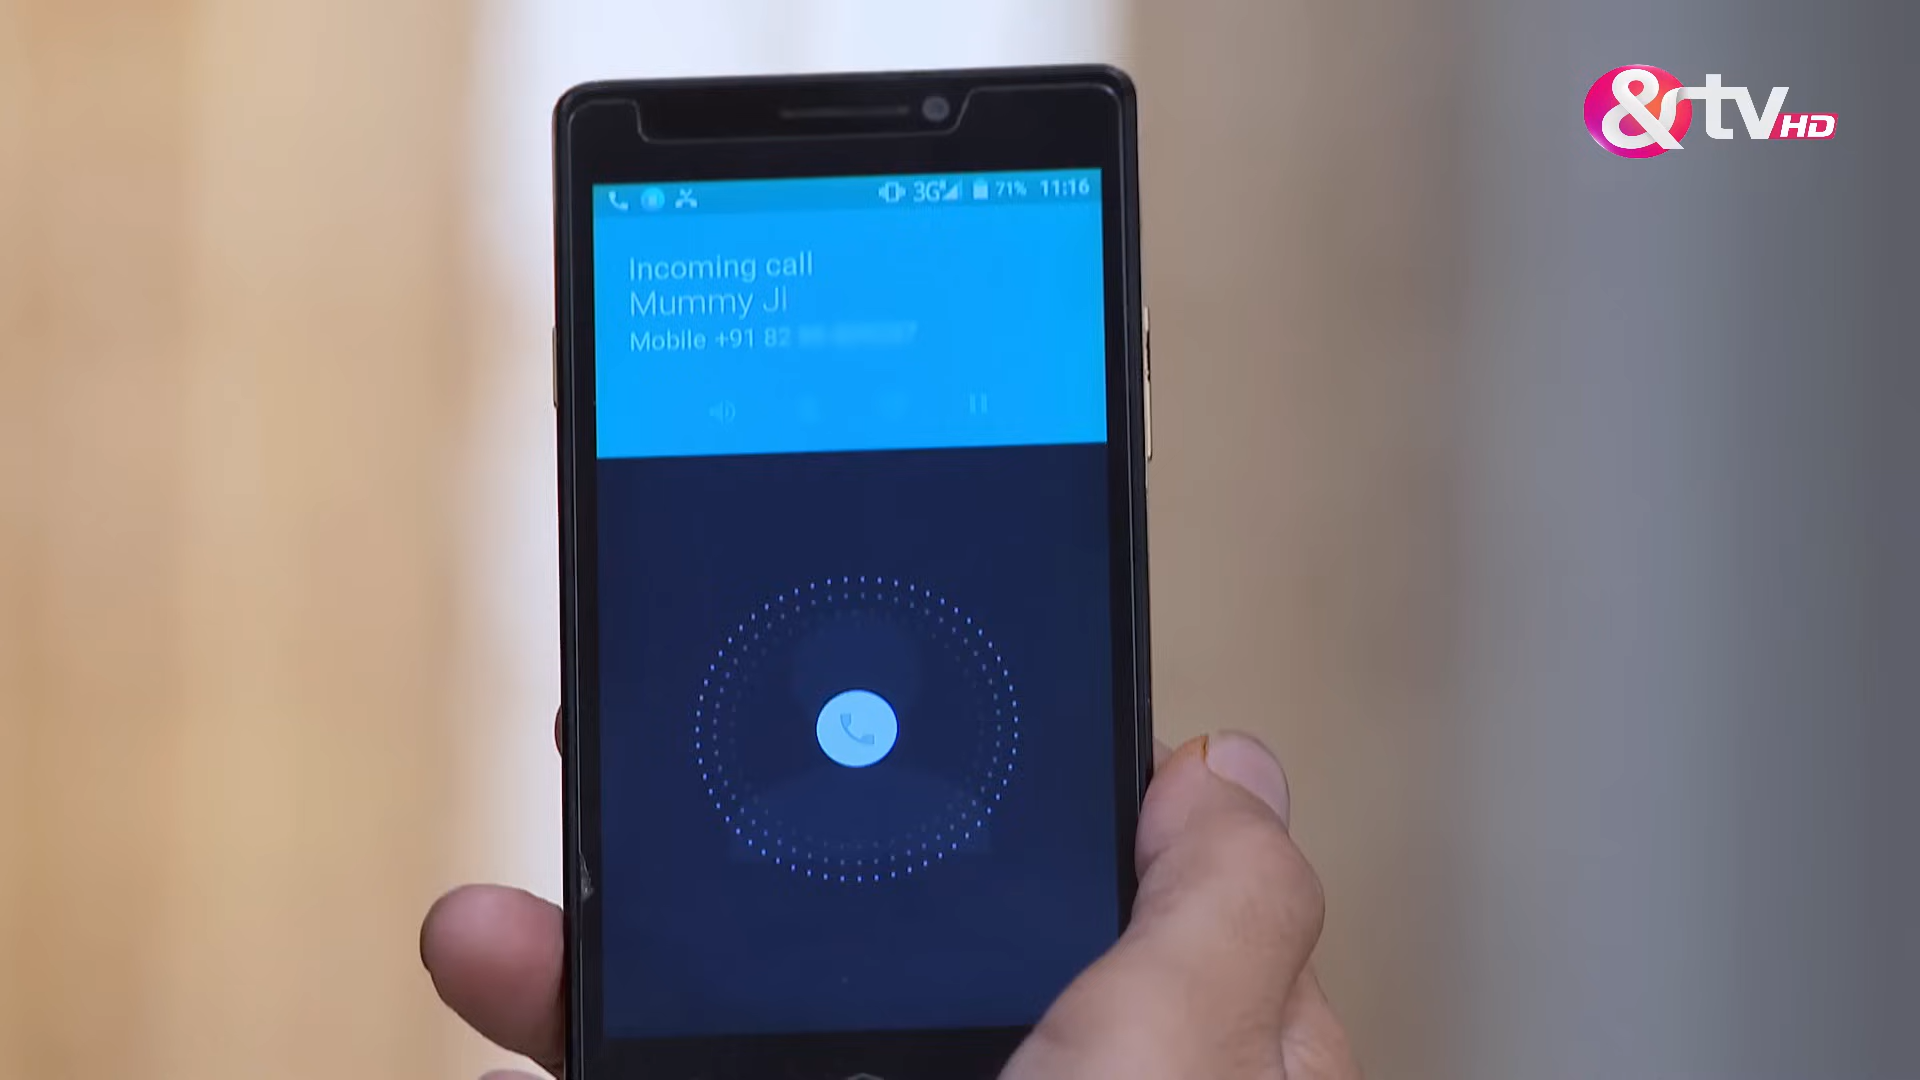 &tv HD
3G 71% 11:16
Incoming call
Mummy JI
Mobile +91 82